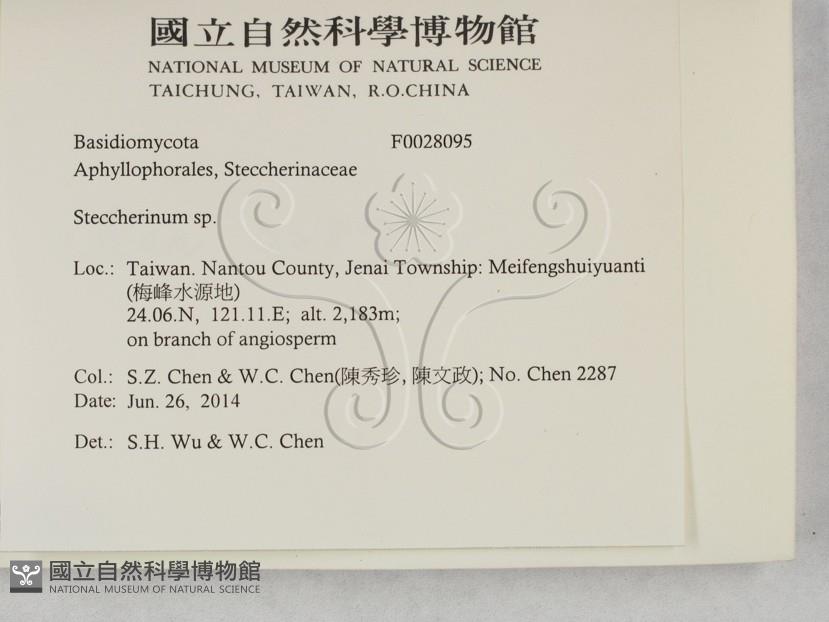 國立自然科學博物館
NATIONAL MUSEUM OF NATURAL SCIENCE
TAICHUNG, TAIWAN, R.O.CHINA
Basidiomycota F0028095
Aphyllophorales, Steccherinaceae
Steccherinum sp.
Loc.: Taiwan. Nantou County, Jenai Township: Meifengshuiyuanti
(梅峰水源地)
24.06.N, 121.11.E; alt. 2,183m;
on branch of angiosperm
Col.: S.Z. Chen & W.C. Chen(陳秀珍, 陳文政); No. Chen 2287
Date: Jun. 26, 2014
Det.: S.H. Wu & W.C. Chen
國立自然科學博物館
NATIONAL MUSEUM OF NATURAL SCIENCE